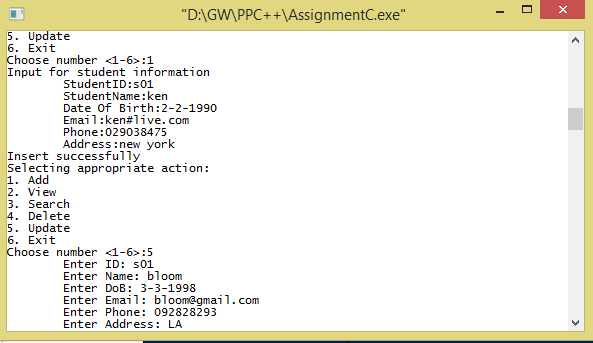 "D:\GW\PPC++\AssignmentC.exe"
5. Update
6. Exit
Choose number <1-6>:1
Input for student information
StudentID:s01
StudentName:ken
Date Of Birth:2-2-1990
Email:ken#live.com
Phone:029038475
Address:new york
Insert successfully
Selecting appropriate action:
1. Add
2. View
3. Search
4. Delete
5. Update
6. Exit
Choose number <1-6>:5
Enter ID: s01
Enter Name: bloom
Enter DoB: 3-3-1998
Enter Email: bloom@gmail.com
Enter Phone: 092828293
Enter Address: LA